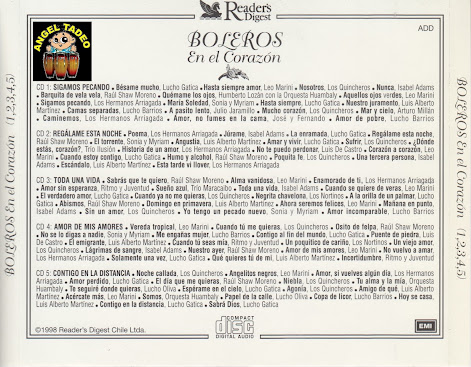 READER'S
DIGEST
ANGEL TADEO
BOLEROS
En el Corazón
ADD
BOLEROS En el Corazon (1,2,3,4,5)
CD 1: SIGAMOS PECANDO • Bésame mucho, Lucho Gatica • Hasta siempre amor, Leo Marini • Nosotros, Los Quincheros • Nunca, Isabel Adams
• Barquita de vela, Raúl Shaw Moreno • Quémame los ojos, Humberto Lozán con la Orquesta Huambaly • Aquellos ojos verdes, Leo Marini
• Sigamos pecando, Los Hermanos Arriagada • María Soledad, Sonia y Myriam • Hasta siempre, Lucho Gatica • Nuestro juramento, Luis Alberto
Martínez • Camas separadas, Lucho Barrios • A pasito lento, Julio Jaramillo • Mucho corazón, Los Quincheros • Mar y cielo, Arturo Millán
• Caminemos, Los Hermanos Arriagada • Amor, no fumes en la cama, José y Fernando • Amor de pobre, Lucho Barrios
CD 2: REGÁLAME ESTA NOCHE • Poema, Los Hermanos Arriagada • Júrame, Isabel Adams • La enramada, Lucho Gatica • Regálame esta noche,
Raúl Shaw Moreno • El torrente, Sonia y Myriam • Angustia, Luis Alberto Martínez • Amar y vivir, Lucho Gatica • Sufrir, Los Quincheros • ¿Dónde
estás, corazón?, Trío Ilusión • Historia de un amor, Los Hermanos Arriagada • No te puedo perdonar, Luis De Castro • Corazón a corazón, Leo
Marini • Cuando estoy contigo, Lucha Gatica • Humo y alcohol, Raúl Shaw Moreno • Poquita fe, Los Quincheros • Una tercera persona, Isabel
Adams • Escándalo, Luis Alberto Martínez • Esta tarde vi llover, Los Hermanos Arriagada
CD 3: TODA UNA VIDA • Sabrás que te quiero, Raúl Shaw Moreno • Alma vanidosa, Leo Marini • Enamorado de ti, Los Hermanos Arriagada
• Amor sin esperanza, Ritmo y Juventud • Sueño azul, Trío Maracaibo • Toda una vida, Isabel Adams • Cuando se quiere de veras, Leo Marini
• El verdadero amor, Lucho Gatica • Cuando ya no me quieras, Los Quincheros • Negrita chevelona, Los Nortinos • A la orilla de un palmar, Lucho
Gatica • Abismos, Leo Marini • Domingo en primavera, Lucho Barrios • Ahora seremos felices, Leo Marini • Mañana en punto,
Isabel Adams • Sin un amor, Los Quincheros • Yo tengo un pecado nuevo, Sonia y Myriam • Amor incomparable, Lucho Barrios
CD 4: AMOR DE MIS AMORES • Vereda tropical, Leo Marini • Cuando tú me quieras, Los Quincheros • Osito de felpa, Raúl Shaw Moreno
• No se lo digas a nadie, Sonia y Myriam • Me engañas mujer, Lucho Barrios • Contigo al fin del mundo, Lucho Gatica • Puente de piedra, Luis
De Castro • El emigrante, Luis Alberto Martínez • Cuando tú seas mía, Ritmo y Juventud • Un poquitico de cariño, Los Nortinos • Un viejo amor,
Los Quincheros • Lágrimas de sangre, Isabel Adams • Nuestro ayer, Raúl Shaw Moreno • Amor de mis amores, Leo Marini • No vuelvo a amar,
Los Hermanos Arriagada • Solamente una vez, Lucho Gatica • Qué quieres tú de mí, Luis Alberto Martínez • Incertidumbre, Ritmo y Juventud
CD 5: CONTIGO EN LA DISTANCIA • Noche callada, Los Quincheros • Angelitos negros, Leo Marini • Amor, si vuelves algún día, Los Hermanos
Arriagada • Amor perdido, Lucho Gatica • El día que me quieras, Raúl Shaw Moreno • Niebla, Los Quincheros • Tu alma y la mía, Orquesta
Huambaly • Te seguiré donde quieras, Lucho Oliva • Espérame en el cielo, Lucho Gatica • Agonía, Los Quincheros • Amigo de qué, Luis Alberto
Martínez • Acércate más, Leo Marini • Somos, Orquesta Huambaly • Papel de la calle, Lucho Oliva • Copa de licor, Lucho Barrios • Hoy se casa,
Luis Alberto Martínez • Contigo en la distancia, Lucho Gatica • Sabrá Dios, Lucho Gatica
©1998 Reader's Digest Chile Ltda.
COMPACT
disc
DIGITAL AUDIO
EMI
BOLEROS En el Corazon (1,2,3,4,5)